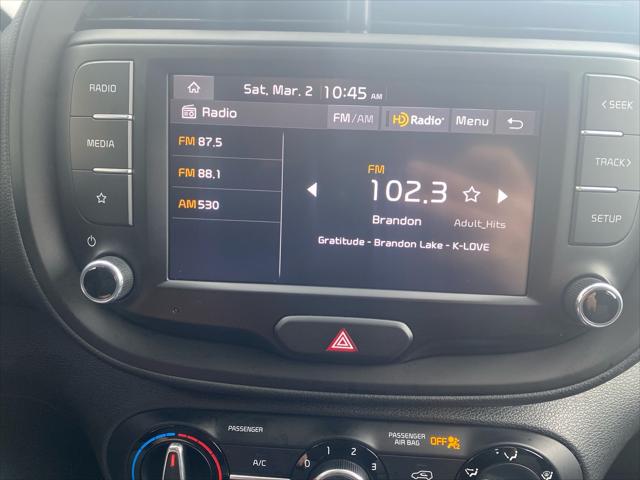 RADIO
MEDIA
Sat, Mar. 2 10:45 AM
Radio FM/AM HD Radio Menu
FM 87.5
FM 88.1
AM 530
FM
102.3
Brandon Adult_Hits
Gratitude - Brandon Lake - K-LOVE
< SEEK
TRACK >
SETUP
PASSENGER
A/C
0 1 2 3
PASSENGER
AIR BAG OFF